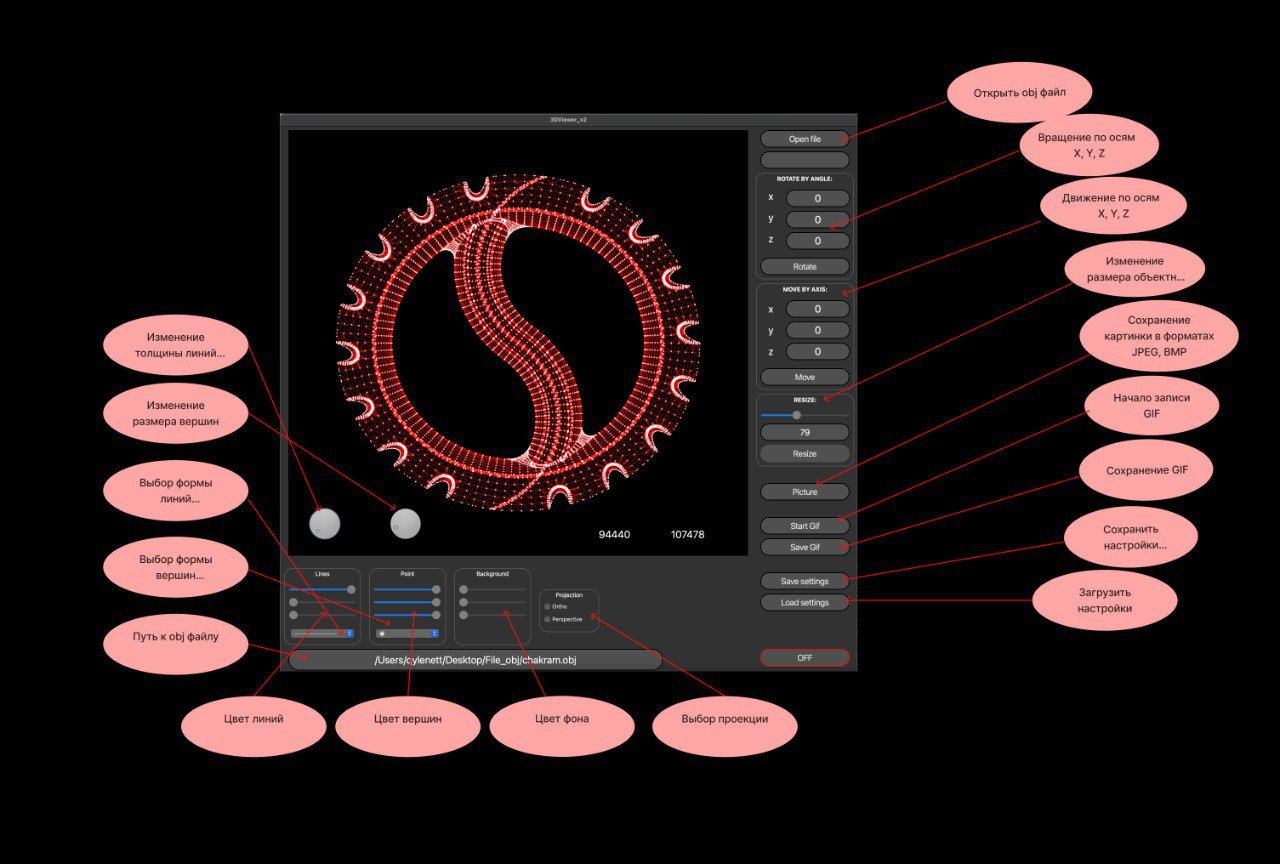 Открыть obj файл
Вращение по осям
X, Y, Z
Движение по осям
X, Y, Z
Изменение
размера объектн...
Сохранение
картинки в форматах
JPEG, BMP
Начало записи
GIF
Сохранение GIF
Сохранить
настройки...
Загрузить
настройки
Изменение
толщины линий...
Изменение
размера вершин
Выбор формы
линий...
Выбор формы
вершин...
Путь к obj файлу
Цвет линий
Цвет вершин
Цвет фона
Выбор проекции
3DViewer_v2
Open file
ROTATE BY ANGLE:
x 0
y 0
z 0
Rotate
MOVE BY AXIS:
x 0
y 0
z 0
Move
RESIZE:
79
Resize
Picture
Start Gif
Save Gif
Save settings
Load settings
OFF
94440 107478
Lines
Point
Background
Projection
Ortho
Perspective
/Users/qylenett/Desktop/File_obj/chakram.obj